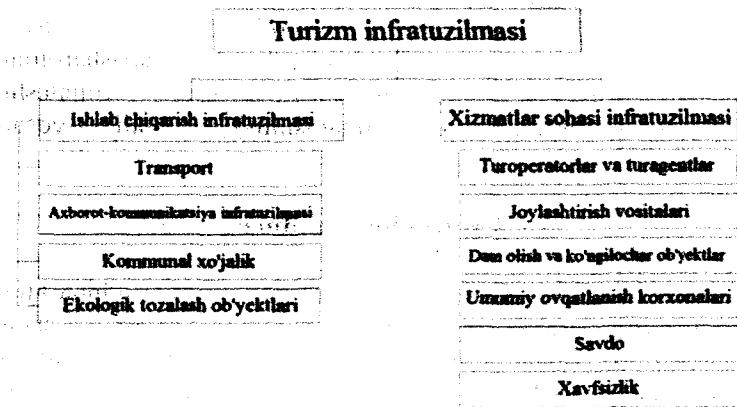 Turizm infratuzilmasi
Ishlab chiqarish infratuzilmasi
Transport
Axborot-kommunikatsiya infratuzilmasi
Kommunal xo'jalik
Ekologik tozalash ob'yektlari
Xizmatlar sohasi infratuzilmasi
Turoperatorlar va turagentlar
Joylashtirish vositalari
Dam olish va ko'ngilochar ob'yektlar
Umumiy ovqatlanish korxonalari
Savdo
Xavfsizlik